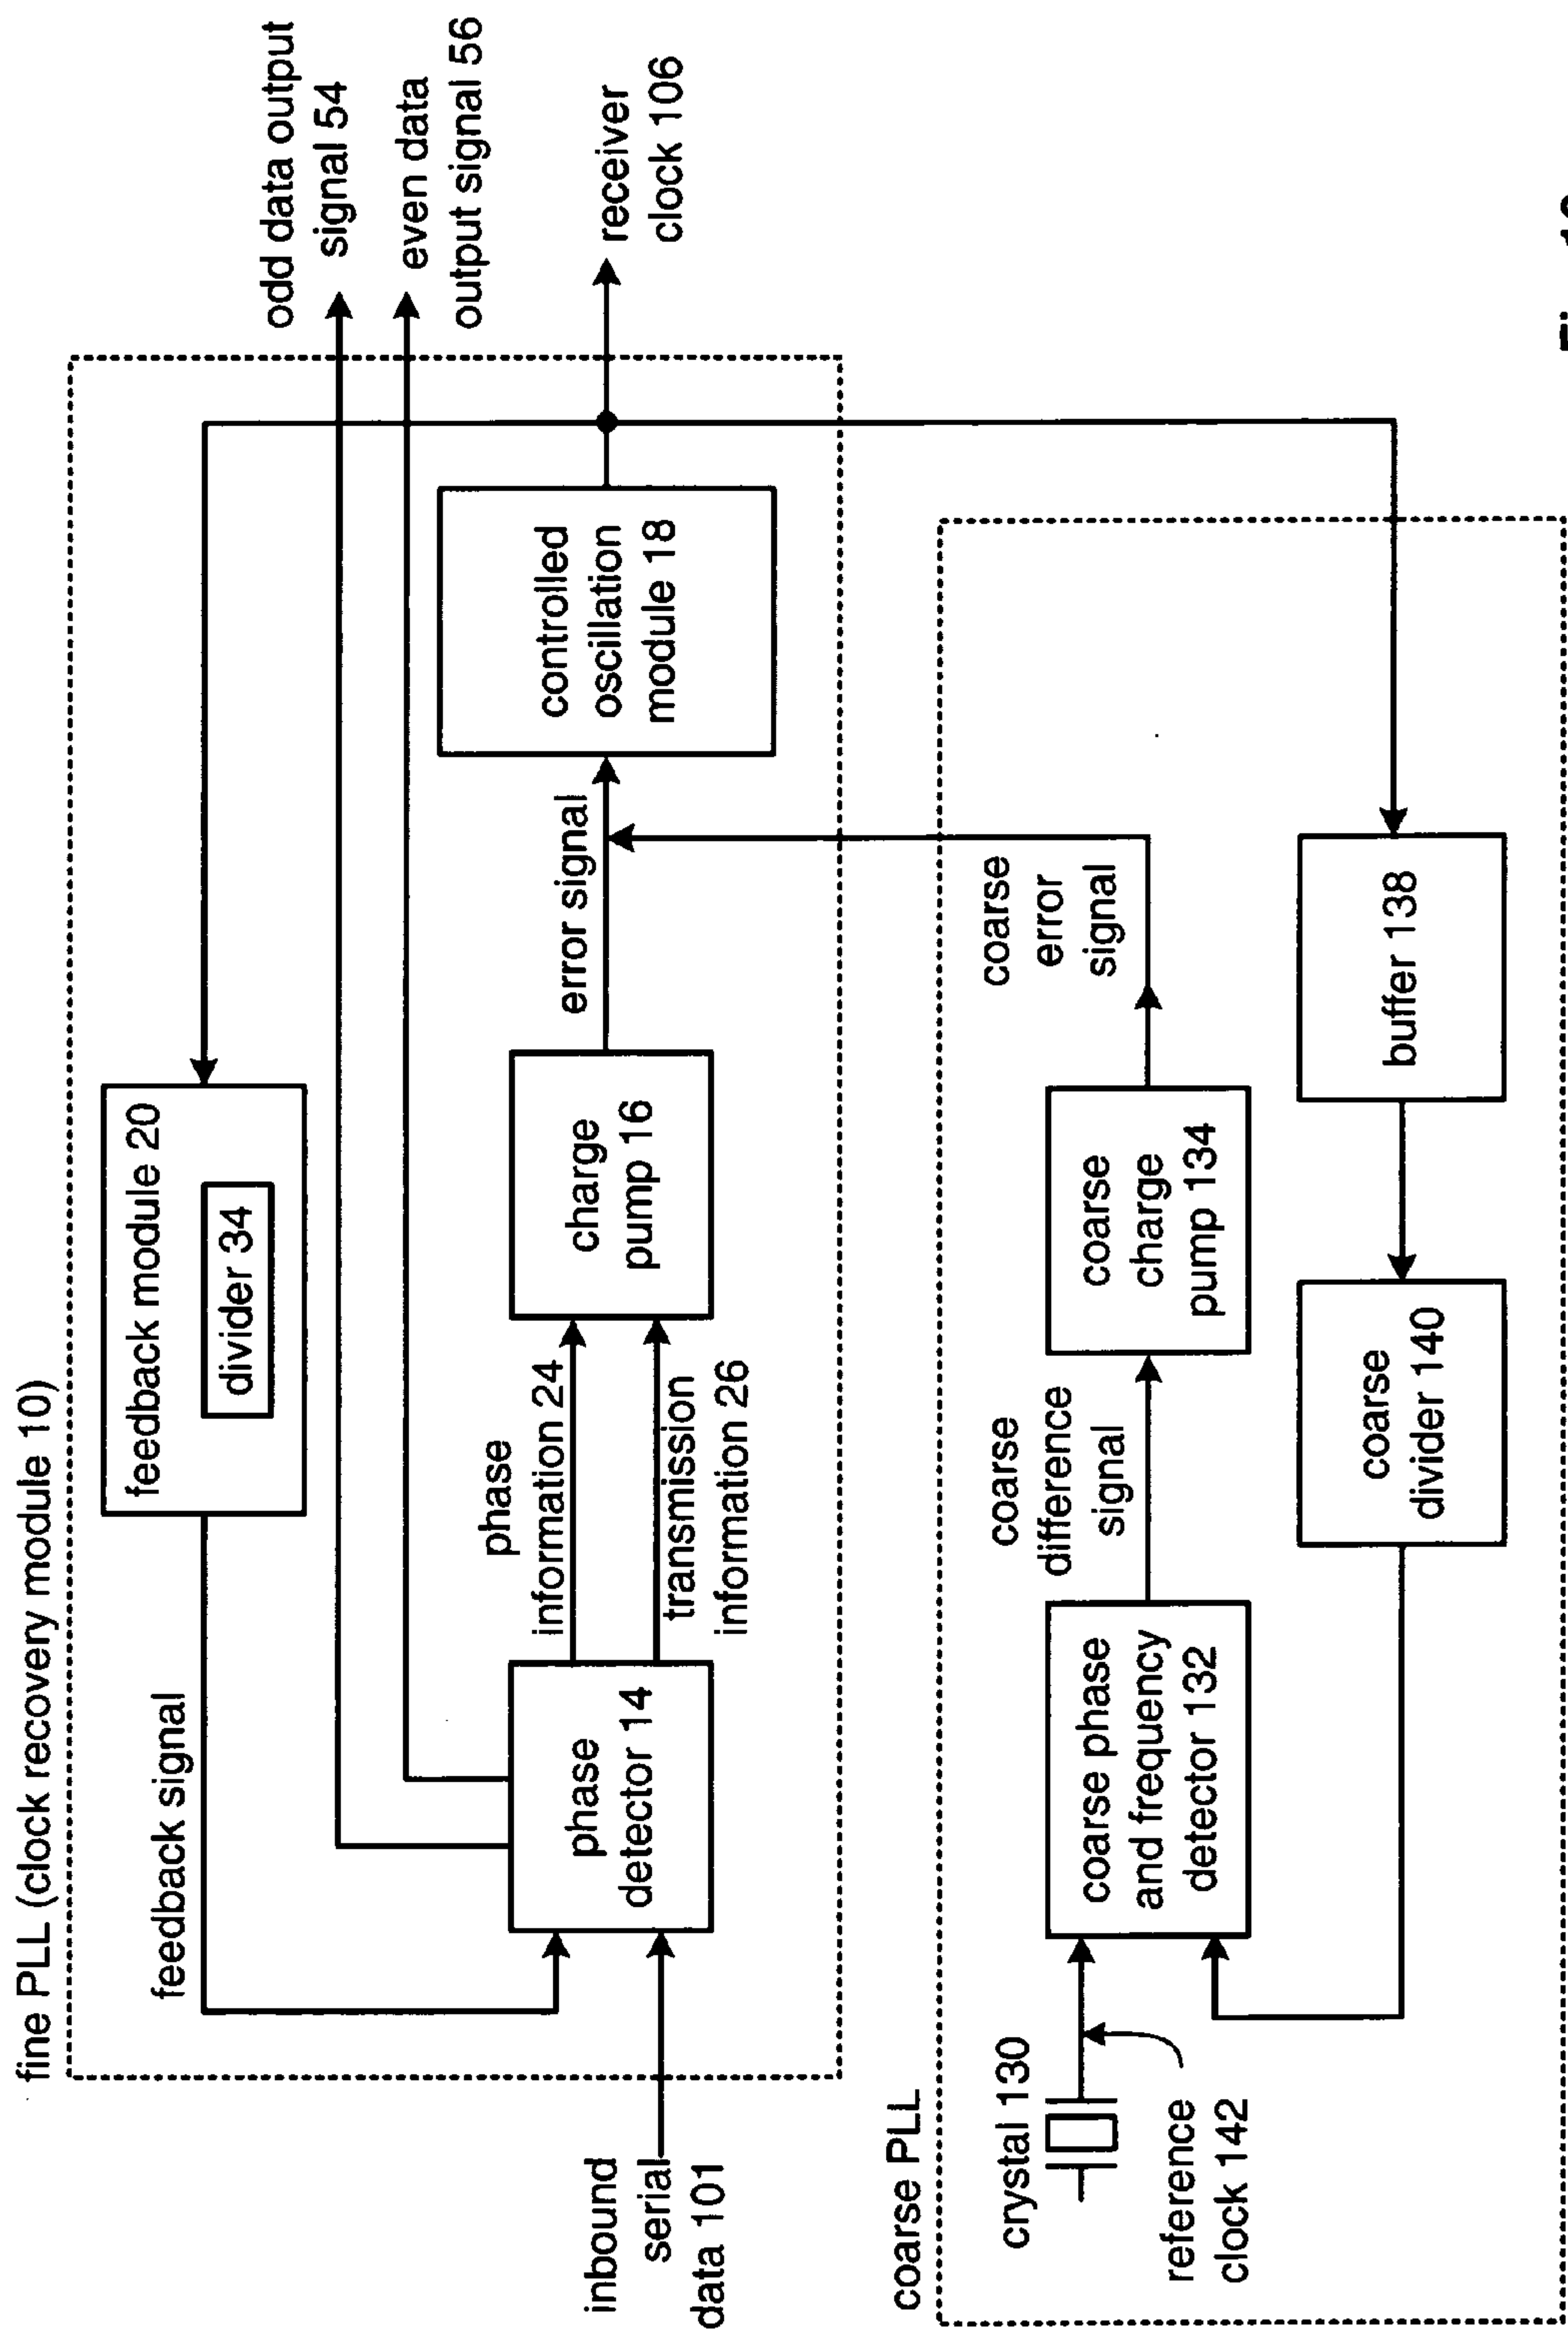 fine PLL (clock recovery module 10)
feedback signal
feedback module 20
divider 34
odd data output
signal 54
even data
output signal 56
inbound
serial
data 101
phase
detector 14
phase
information 24
transmission
information 26
charge
pump 16
error signal
controlled
oscillation
module 18
receiver
clock 106
coarse PLL
crystal 130
reference
clock 142
coarse phase
and frequency
detector 132
coarse
difference
signal
coarse
charge
pump 134
coarse
error
signal
coarse
divider 140
buffer 138